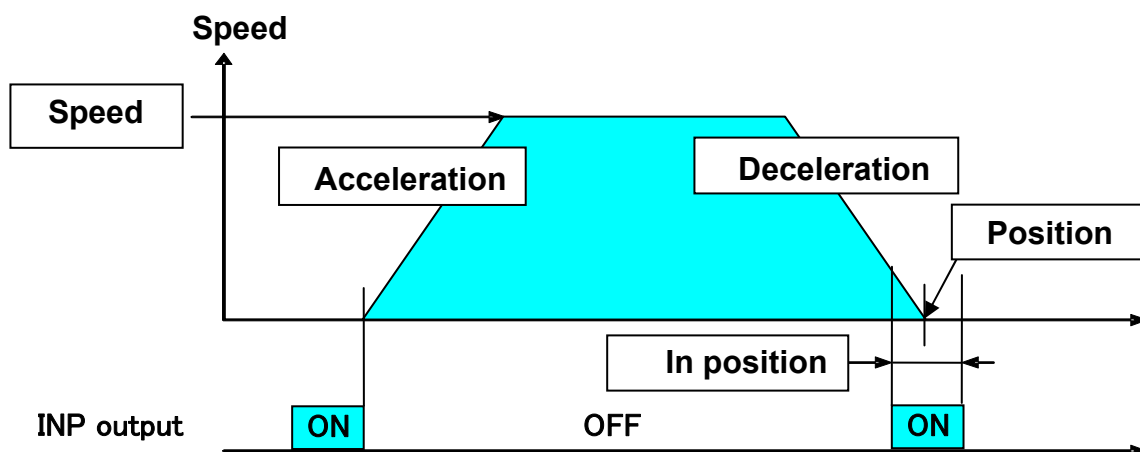 Speed
Speed
Acceleration
Deceleration
Position
In position
INP output
ON
OFF
ON